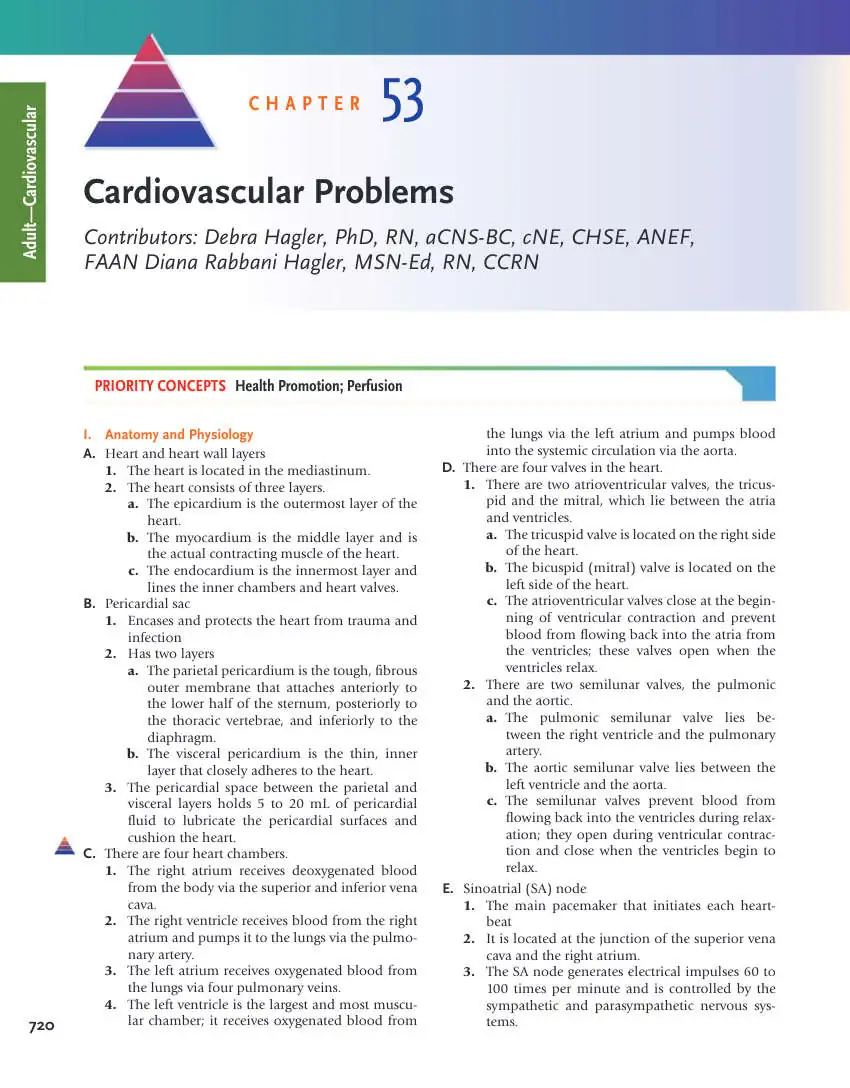 CHAPTER 53
Adult—Cardiovascular
Cardiovascular Problems
Contributors: Debra Hagler, PhD, RN, aCNS-BC, cNE, CHSE, ANEF,
FAAN Diana Rabbani Hagler, MSN-Ed, RN, CCRN
PRIORITY CONCEPTS Health Promotion; Perfusion
I. Anatomy and Physiology
A. Heart and heart wall layers
1. The heart is located in the mediastinum.
2. The heart consists of three layers.
a. The epicardium is the outermost layer of the
heart.
b. The myocardium is the middle layer and is
the actual contracting muscle of the heart.
c. The endocardium is the innermost layer and
lines the inner chambers and heart valves.
B. Pericardial sac
1. Encases and protects the heart from trauma and
infection
2. Has two layers
a. The parietal pericardium is the tough, fibrous
outer membrane that attaches anteriorly to
the lower half of the sternum, posteriorly to
the thoracic vertebrae, and inferiorly to the
diaphragm.
b. The visceral pericardium is the thin, inner
layer that closely adheres to the heart.
3. The pericardial space between the parietal and
visceral layers holds 5 to 20 mL of pericardial
fluid to lubricate the pericardial surfaces and
cushion the heart.
C. There are four heart chambers.
1. The right atrium receives deoxygenated blood
from the body via the superior and inferior vena
cava.
2. The right ventricle receives blood from the right
atrium and pumps it to the lungs via the pulmo-
nary artery.
3. The left atrium receives oxygenated blood from
the lungs via four pulmonary veins.
4. The left ventricle is the largest and most muscu-
lar chamber; it receives oxygenated blood from
the lungs via the left atrium and pumps blood
into the systemic circulation via the aorta.
D. There are four valves in the heart.
1. There are two atrioventricular valves, the tricus-
pid and the mitral, which lie between the atria
and ventricles.
a. The tricuspid valve is located on the right side
of the heart.
b. The bicuspid (mitral) valve is located on the
left side of the heart.
c. The atrioventricular valves close at the begin-
ning of ventricular contraction and prevent
blood from flowing back into the atria from
the ventricles; these valves open when the
ventricles relax.
2. There are two semilunar valves, the pulmonic
and the aortic.
a. The pulmonic semilunar valve lies be-
tween the right ventricle and the pulmonary
artery.
b. The aortic semilunar valve lies between the
left ventricle and the aorta.
c. The semilunar valves prevent blood from
flowing back into the ventricles during relax-
ation; they open during ventricular contrac-
tion and close when the ventricles begin to
relax.
E. Sinoatrial (SA) node
1. The main pacemaker that initiates each heart-
beat
2. It is located at the junction of the superior vena
cava and the right atrium.
3. The SA node generates electrical impulses 60 to
100 times per minute and is controlled by the
sympathetic and parasympathetic nervous sys-
tems.
720